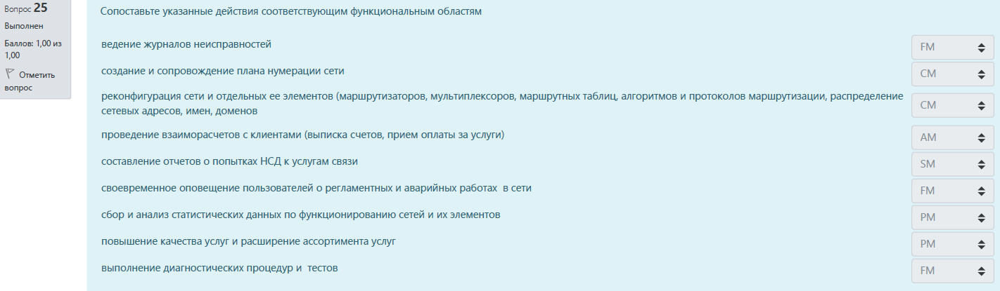 Вопрос 25
Выполнен
Баллов: 1,00 из
1,00
Отметить
вопрос
Сопоставьте указанные действия соответствующим функциональным областям
ведение журналов неисправностей
FM
создание и сопровождение плана нумерации сети
CM
реконфигурация сети и отдельных ее элементов (маршрутизаторов, мультиплексоров, маршрутных таблиц, алгоритмов и протоколов маршрутизации, распределение
сетевых адресов, имен, доменов
CM
проведение взаиморасчетов с клиентами (выписка счетов, прием оплаты за услуги)
AM
составление отчетов о попытках НСД к услугам связи
SM
своевременное оповещение пользователей о регламентных и аварийных работах в сети
FM
сбор и анализ статистических данных по функционированию сетей и их элементов
PM
повышение качества услуг и расширение ассортимента услуг
PM
выполнение диагностических процедур и тестов
FM